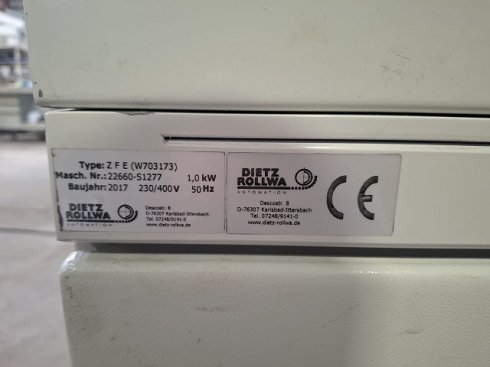 Type: Z F E (W703173)
Masch. Nr.:22660-S1277 1,0 kW
Baujahr:2017 230/400 V 50 Hz
DIETZ
ROLLWA
AUTOMATION
Descostr. 8
D-76307 Karlsbad-Ittersbach
Tel. 07248/9141-0
www.dietz-rollwa.de
DIETZ
ROLLWA
AUTOMATION
Descostr. 8
D-76307 Karlsbad-Ittersbach
Tel. 07248/9141-0
www.dietz-rollwa.de
CE